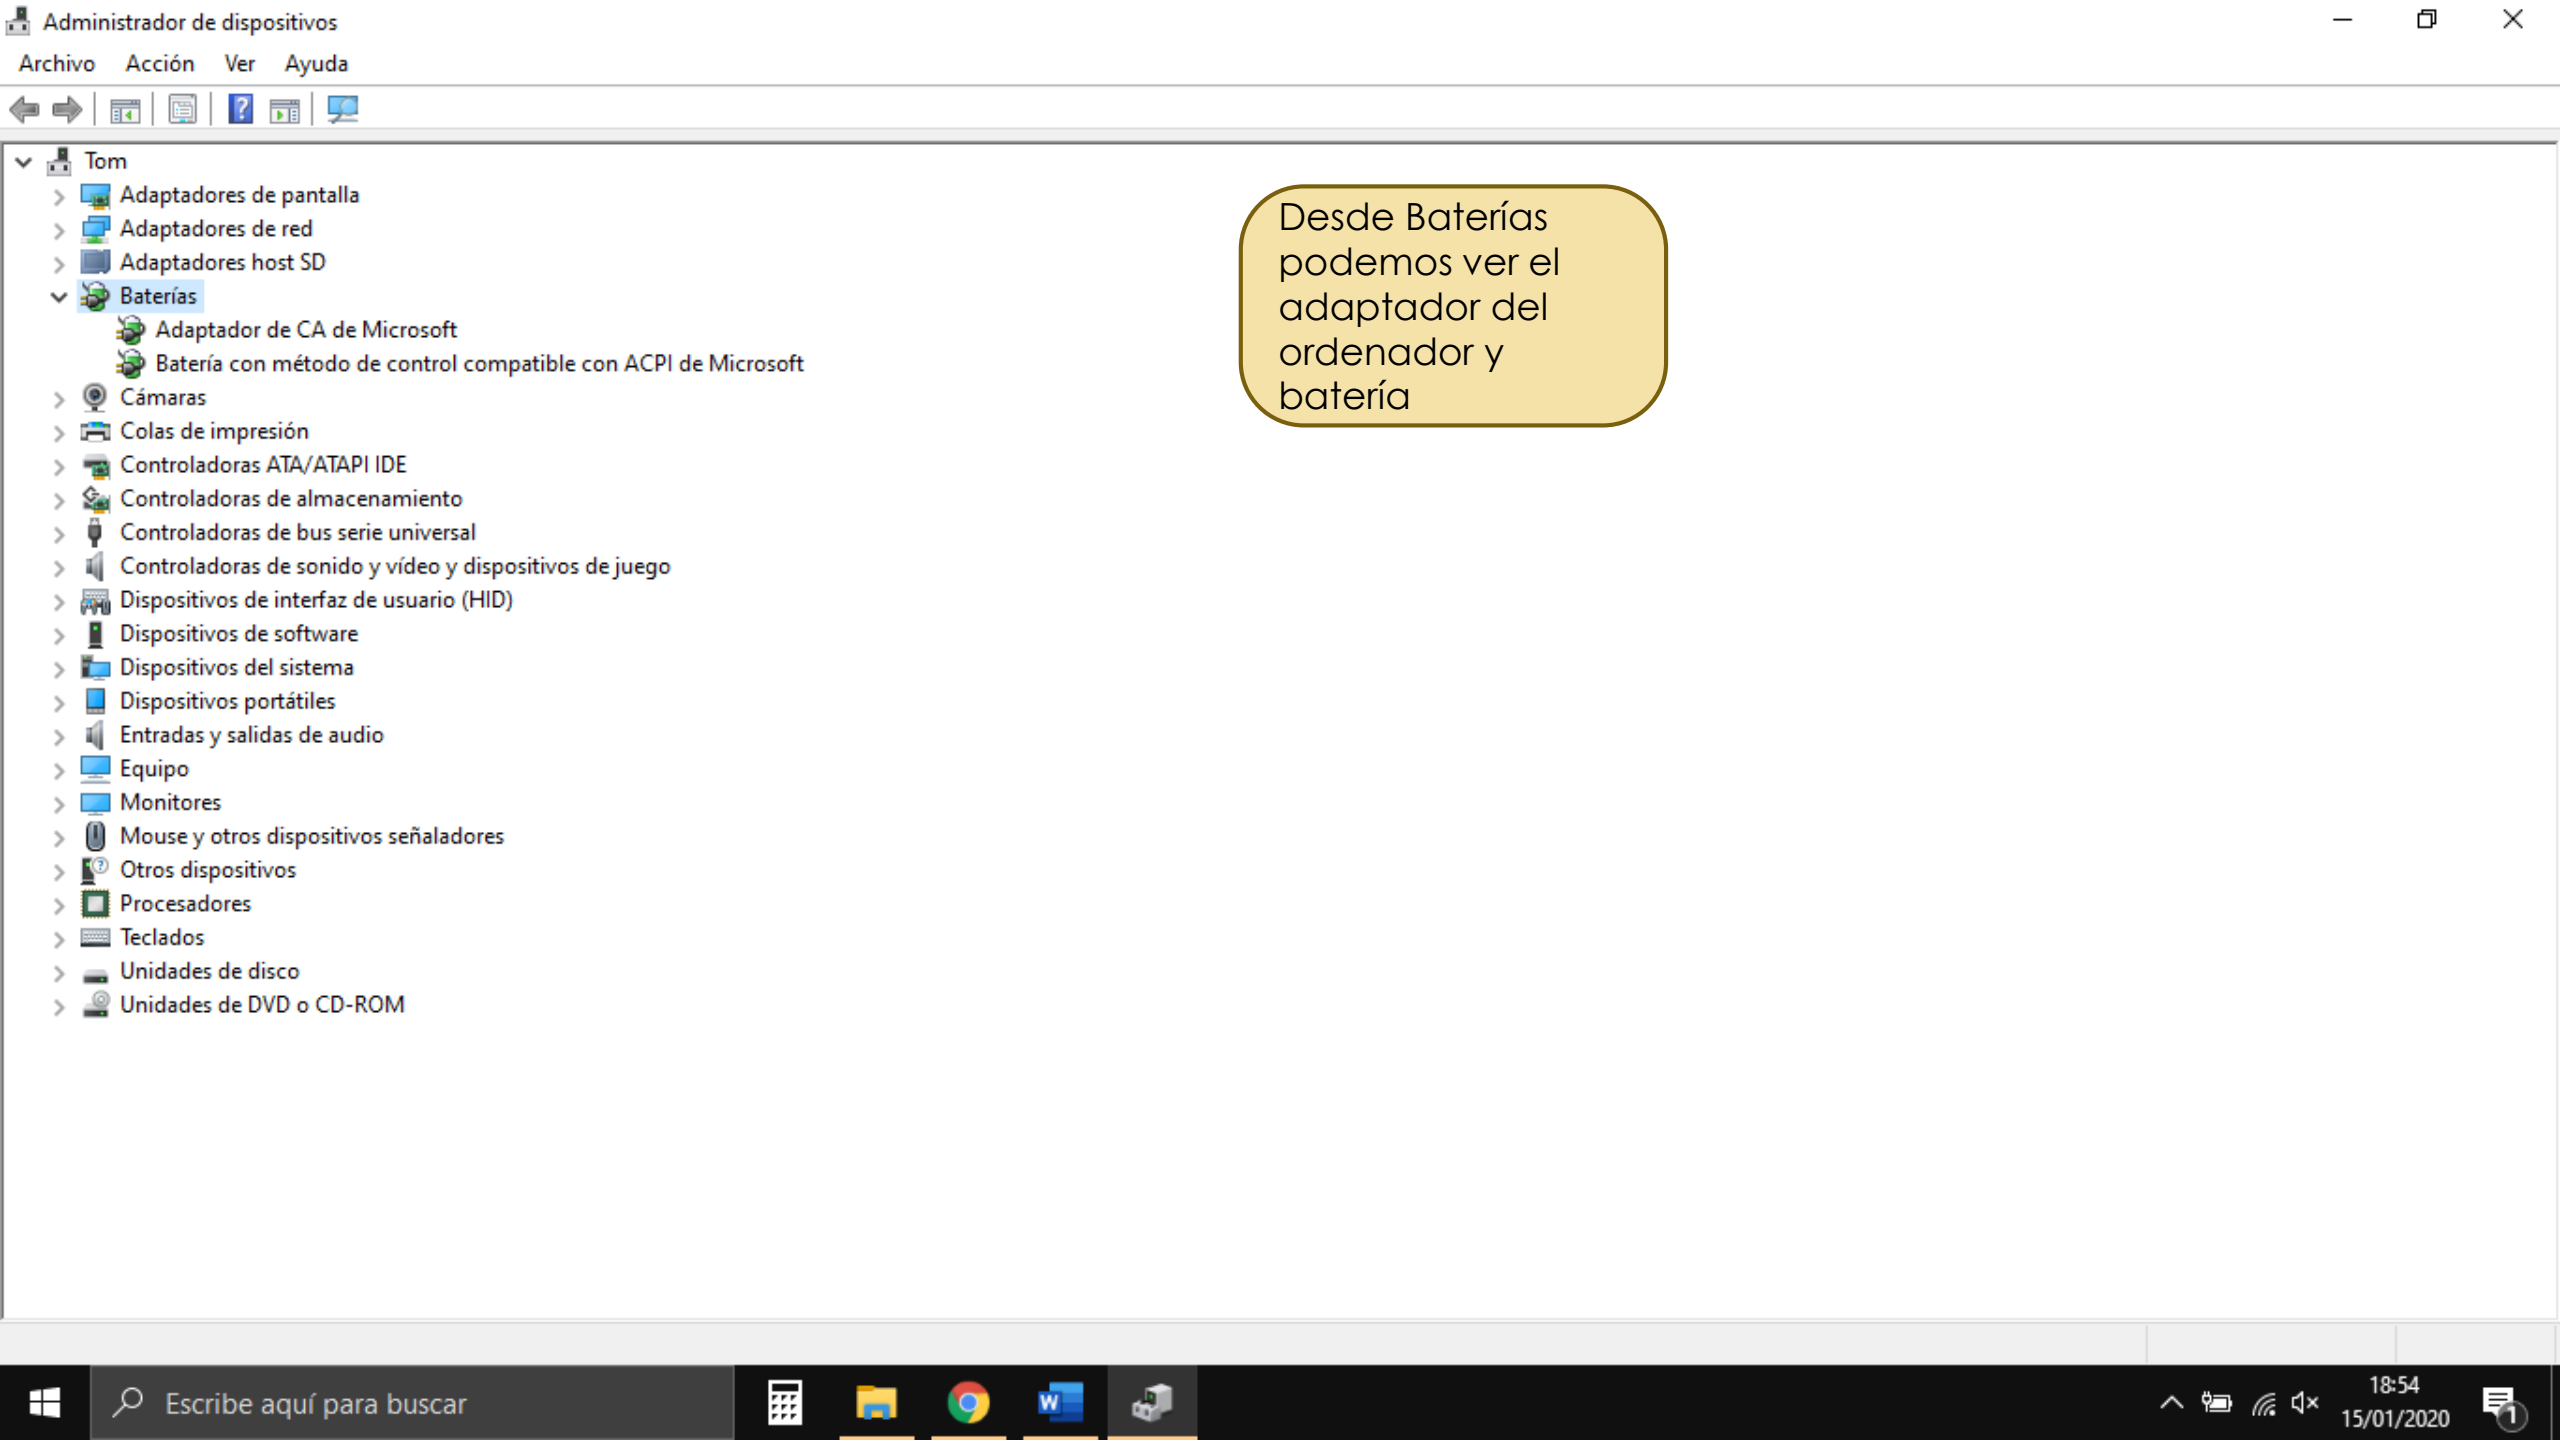 Administrador de dispositivos
Archivo Acción Ver Ayuda
Tom
Adaptadores de pantalla
Adaptadores de red
Adaptadores host SD
Baterías
Adaptador de CA de Microsoft
Batería con método de control compatible con ACPI de Microsoft
Cámaras
Colas de impresión
Controladoras ATA/ATAPI IDE
Controladoras de almacenamiento
Controladoras de bus serie universal
Controladoras de sonido y vídeo y dispositivos de juego
Dispositivos de interfaz de usuario (HID)
Dispositivos de software
Dispositivos del sistema
Dispositivos portátiles
Entradas y salidas de audio
Equipo
Monitores
Mouse y otros dispositivos señaladores
Otros dispositivos
Procesadores
Teclados
Unidades de disco
Unidades de DVD o CD-ROM
Desde Baterías
podemos ver el
adaptador del
ordenador y
batería
Escribe aquí para buscar
18:54
15/01/2020
1